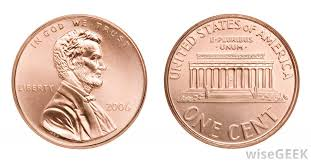 IN GOD WE TRUST
LIBERTY
2006
UNITED STATES OF AMERICA
E·PLURIBUS
·UNUM·
ONE CENT
wiseGEEK